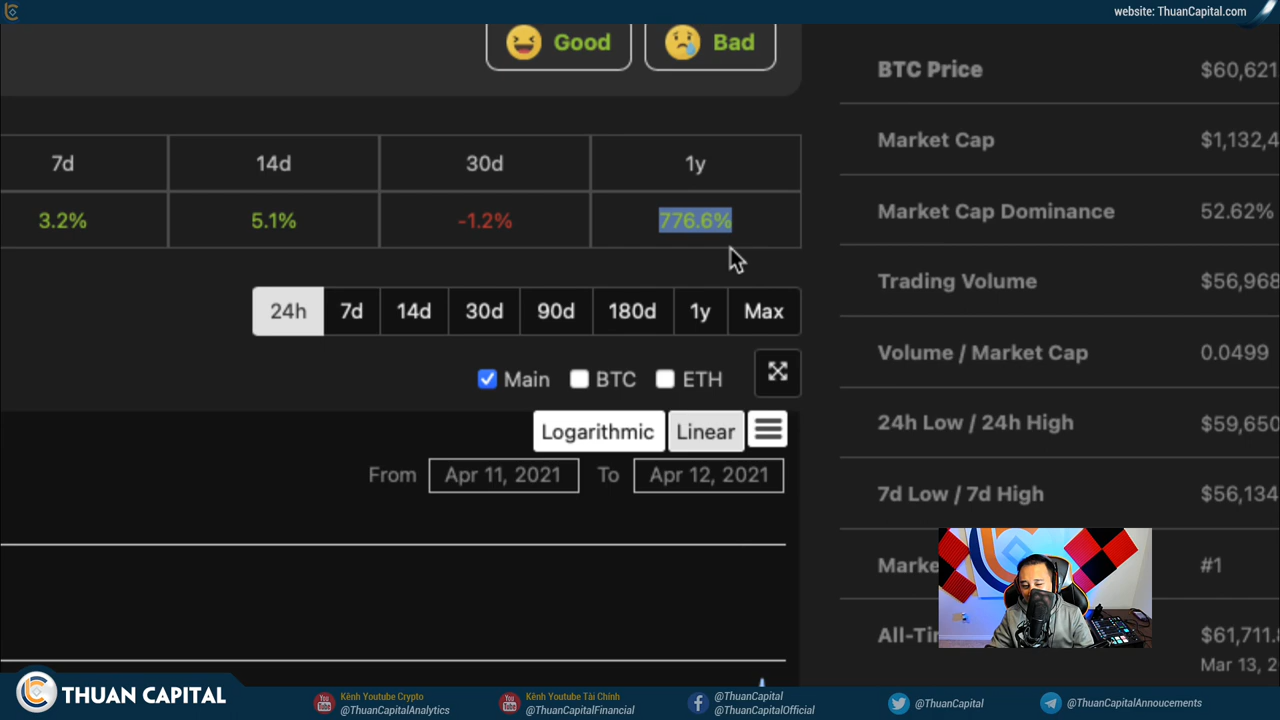 website: ThuanCapital.com
Good
Bad
BTC Price
$60,621
Market Cap
$1,132,4
7d
14d
30d
1y
3.2%
5.1%
-1.2%
776.6%
Market Cap Dominance
52.62%
Trading Volume
$56,968
24h
7d
14d
30d
90d
180d
1y
Max
Volume / Market Cap
0.0499
Main
BTC
ETH
24h Low / 24h High
$59,650
Logarithmic
Linear
From
Apr 11, 2021
To
Apr 12, 2021
7d Low / 7d High
$56,134
Marke
#1
All-Tin
$61,711.
Mar 13, 2
THUAN CAPITAL
Kênh Youtube Crypto
@ThuanCapitalAnalytics
Kênh Youtube Tài Chính
@ThuanCapitalFinancial
@ThuanCapital
@ThuanCapitalOfficial
@ThuanCapital
@ThuanCapitalAnnoucements